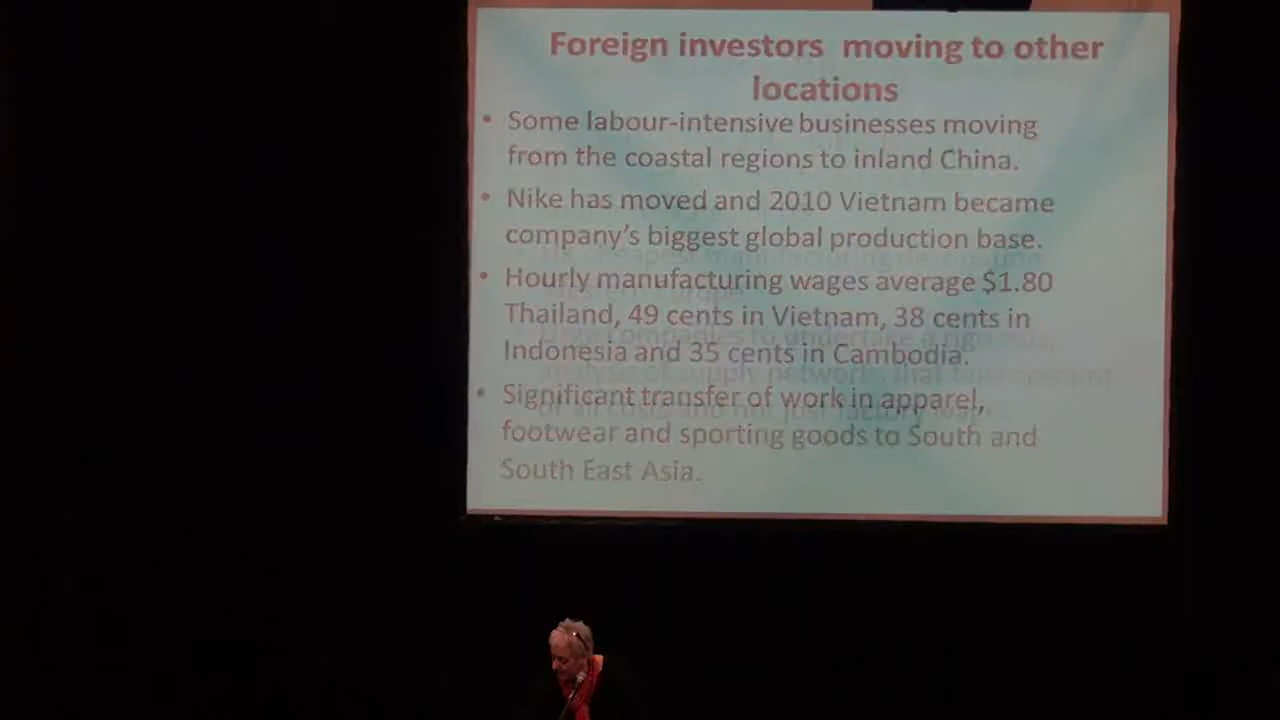 Foreign investors moving to other
locations
• Some labour-intensive businesses moving
from the coastal regions to inland China.
• Nike has moved and 2010 Vietnam became
company's biggest global production base.
• Hourly manufacturing wages average $1.80
Thailand, 49 cents in Vietnam, 38 cents in
Indonesia and 35 cents in Cambodia.
• Significant transfer of work in apparel,
footwear and sporting goods to South and
South East Asia.